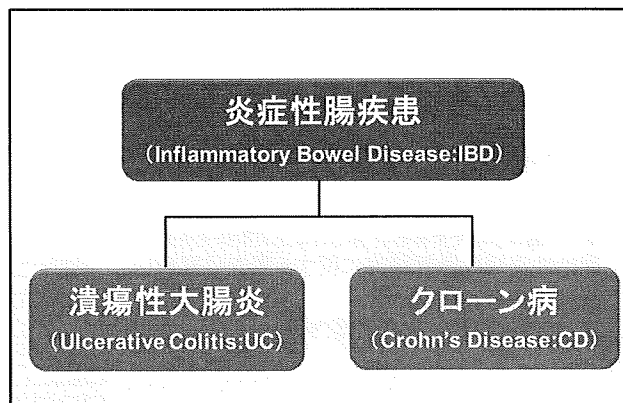 炎症性腸疾患
（Inflammatory Bowel Disease:IBD）
潰瘍性大腸炎
（Ulcerative Colitis:UC）
クローン病
（Crohn's Disease:CD）